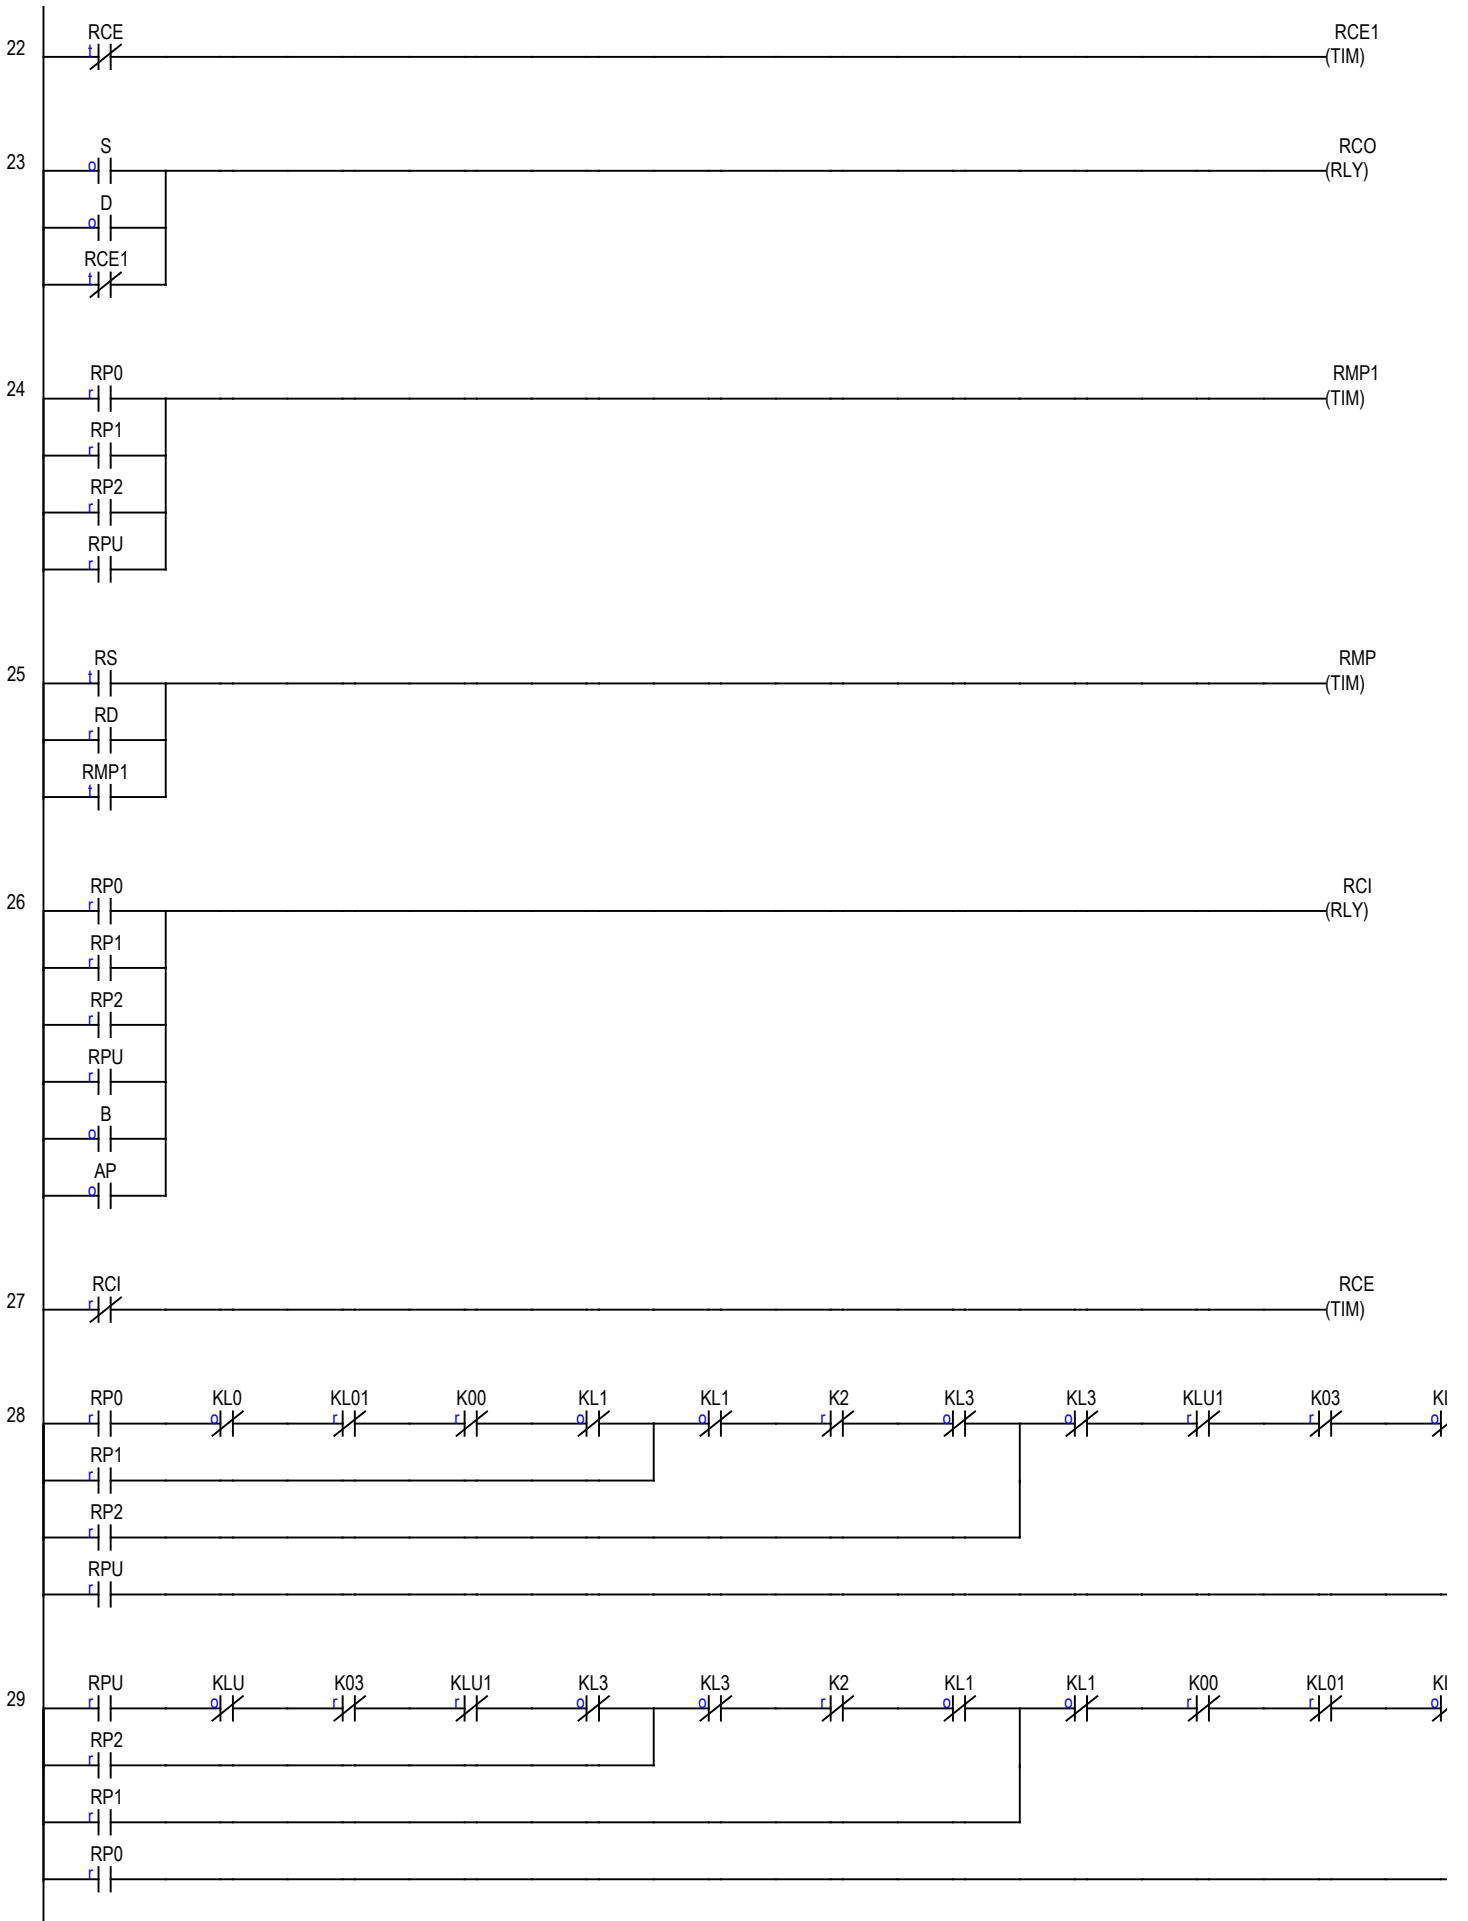 RCE RCE1
22 t (TIM)
S RCO
23 o (RLY)
D
o
RCE1
t
RP0 RMP1
24 r (TIM)
RP1
r
RP2
r
RPU
r
RS RMP
25 t (TIM)
RD
r
RMP1
t
RP0 RCI
26 r (RLY)
RP1
r
RP2
r
RPU
r
B
o
AP
o
RCI RCE
27 r (TIM)
RP0 KL0 KL01 K00 KL1 KL1 K2 KL3 KL3 KLU1 K03
28 r o r r o o r o o r r o
RP1
r
RP2
r
RPU
r
RPU KLU K03 KLU1 KL3 KL3 K2 KL1 KL1 K00 KL01
29 r o r r o o r o o r r o
RP2
r
RP1
r
RP0
r